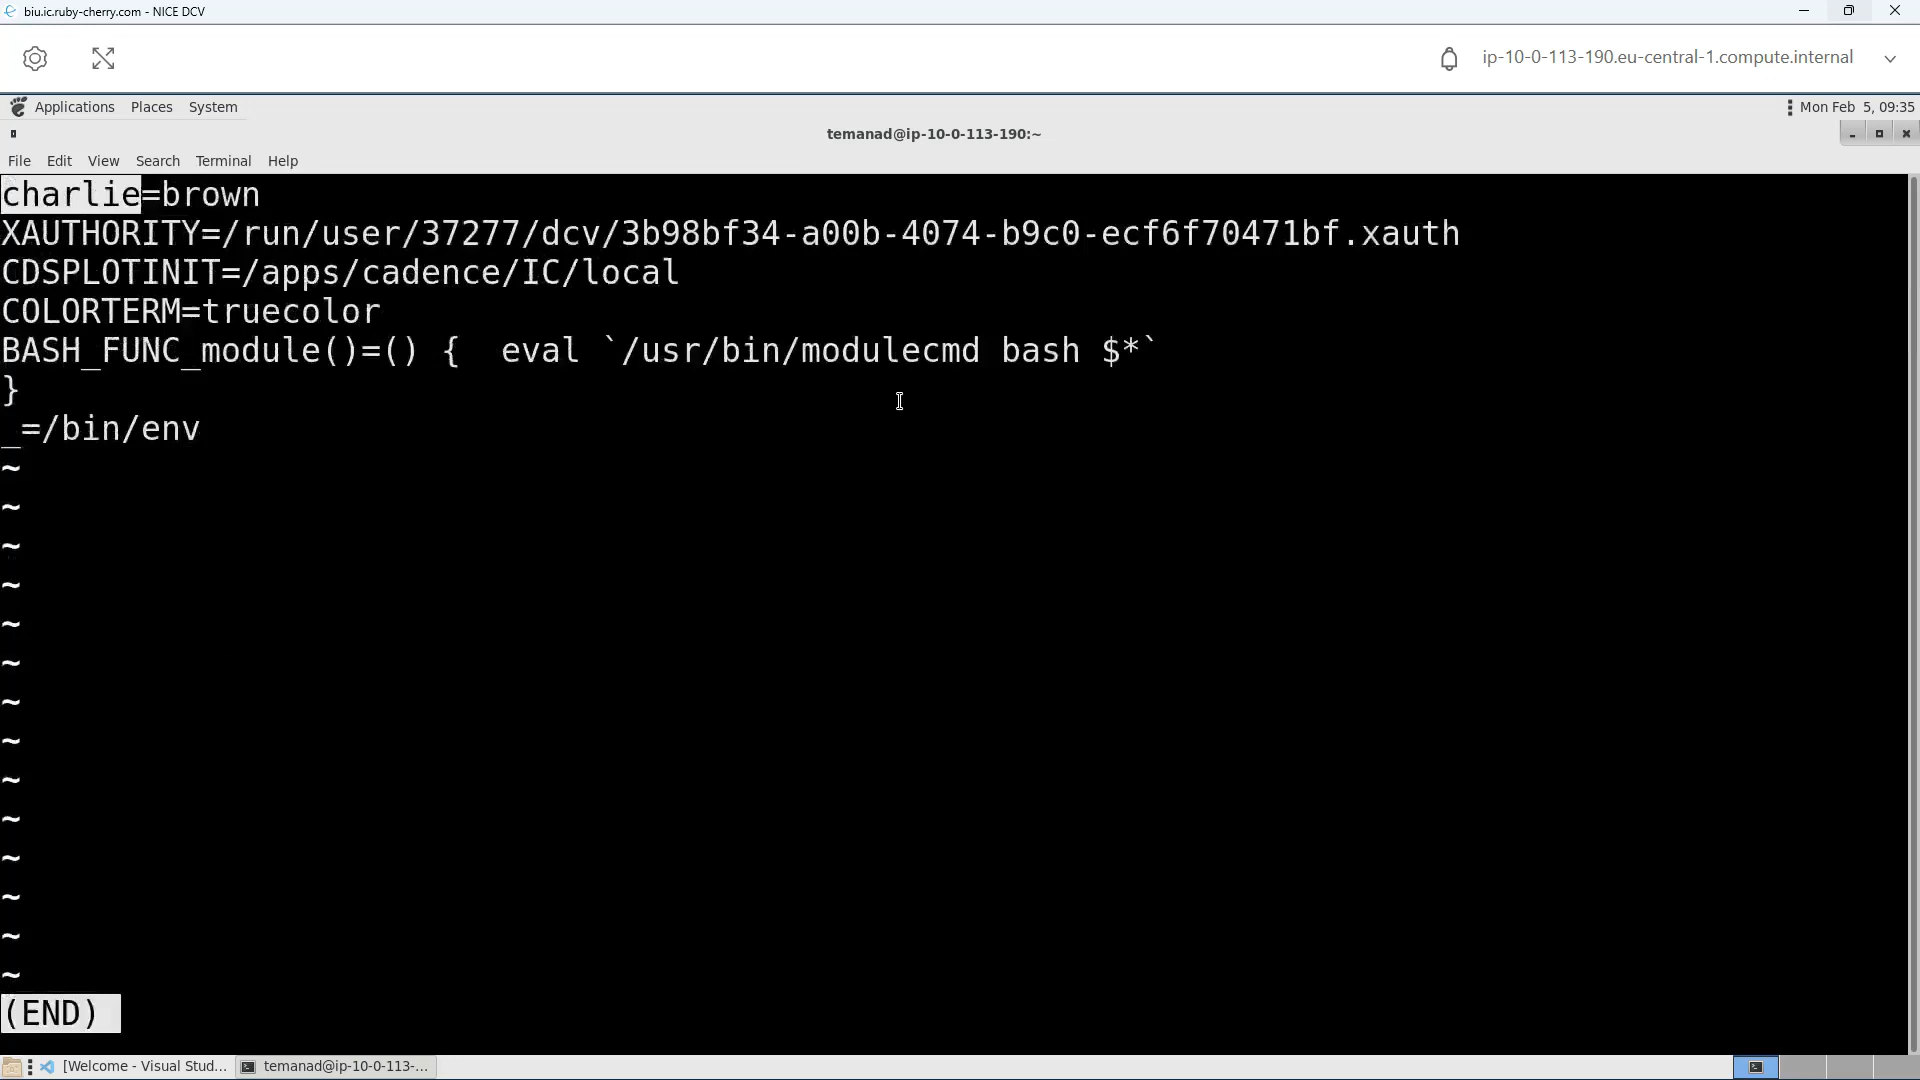 biu.ic.ruby-cherry.com - NICE DCV
ip-10-0-113-190.eu-central-1.compute.internal
Applications Places System
Mon Feb 5, 09:35
temanad@ip-10-0-113-190:~
File Edit View Search Terminal Help
charlie=brown
XAUTHORITY=/run/user/37277/dcv/3b98bf34-a00b-4074-b9c0-ecf6f70471bf.xauth
CDSPLOTINIT=/apps/cadence/IC/local
COLORTERM=truecolor
BASH_FUNC_module()=() {  eval `/usr/bin/modulecmd bash $*`
}
_=/bin/env
~
~
~
~
~
~
~
~
~
~
~
~
~
~
(END)
[Welcome - Visual Stud... temanad@ip-10-0-113-...